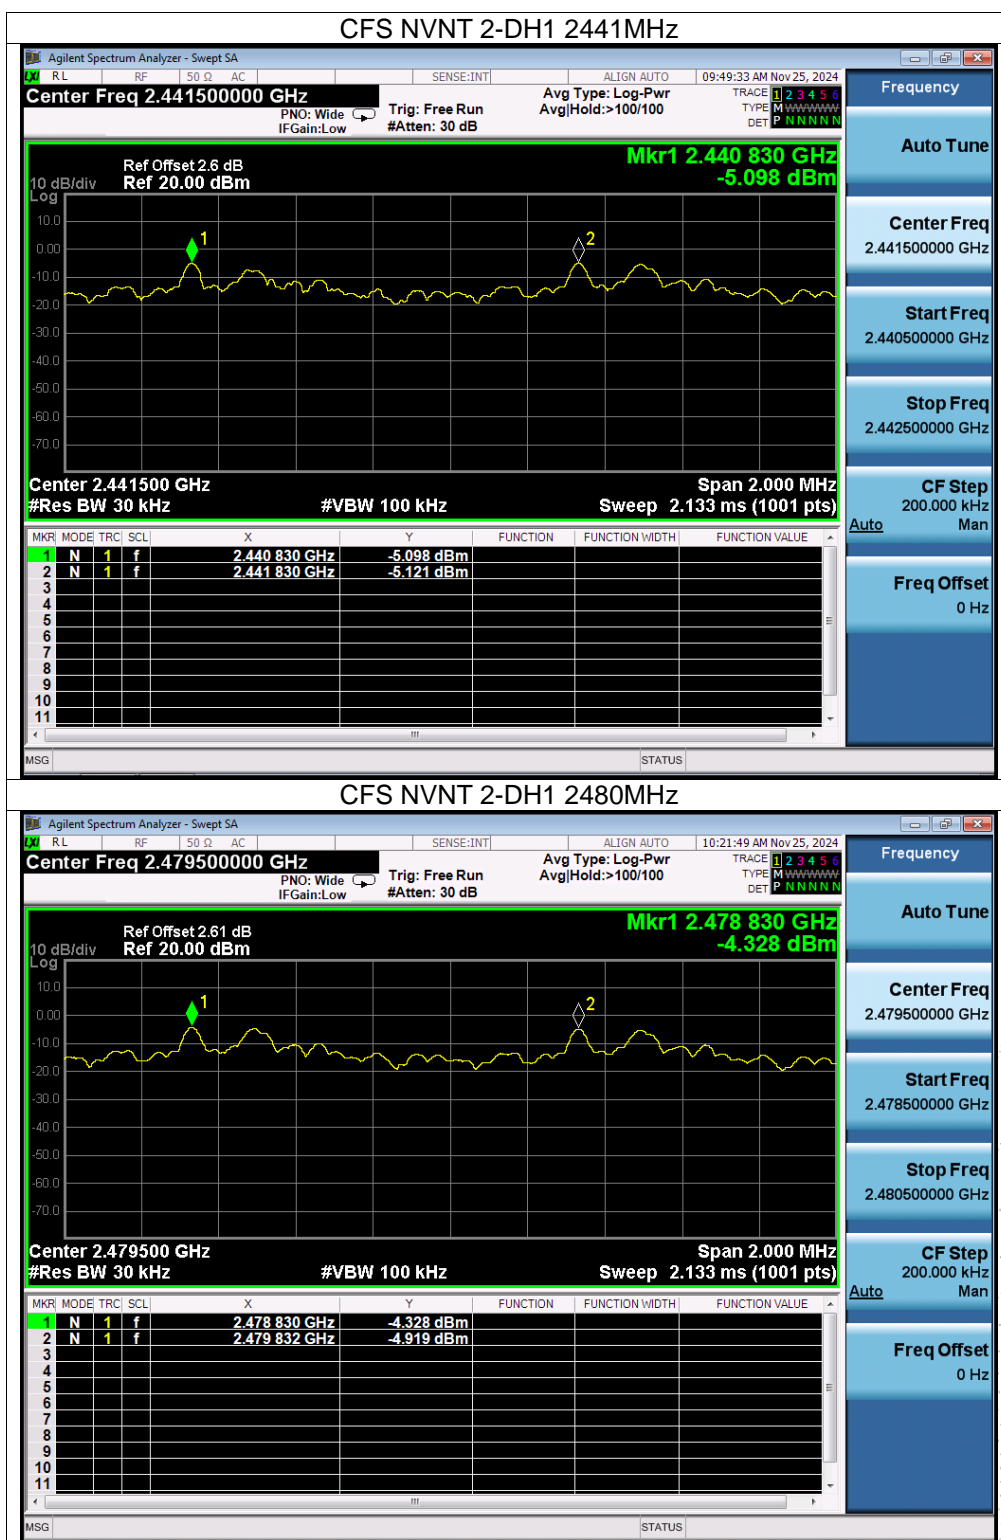 CFS NVNT 2-DH1 2441MHz
Agilent Spectrum Analyzer - Swept SA
LXI RL RF 50 Ω AC SENSE:INT ALIGN AUTO 09:49:33 AM Nov 25, 2024
Center Freq 2.441500000 GHz
PNO: Wide
IFGain:Low
Trig: Free Run
#Atten: 30 dB
Avg Type: Log-Pwr
Avg|Hold:>100/100
TRACE 1 2 3 4 5 6
TYPE M WWWWW
DET P N N N N N
Mkr1 2.440 830 GHz
-5.098 dBm
Ref Offset 2.6 dB
10 dB/div Ref 20.00 dBm
Log
10.0
0.00
-10.0
-20.0
-30.0
-40.0
-50.0
-60.0
-70.0
1
2
Center 2.441500 GHz Span 2.000 MHz
#Res BW 30 kHz #VBW 100 kHz Sweep 2.133 ms (1001 pts)
MKR MODE TRC SCL X Y FUNCTION FUNCTION WIDTH FUNCTION VALUE
1 N 1 f 2.440 830 GHz -5.098 dBm
2 N 1 f 2.441 830 GHz -5.121 dBm
3
4
5
6
7
8
9
10
11
MSG STATUS
Frequency
Auto Tune
Center Freq
2.441500000 GHz
Start Freq
2.440500000 GHz
Stop Freq
2.442500000 GHz
CF Step
200.000 kHz
Auto Man
Freq Offset
0 Hz
CFS NVNT 2-DH1 2480MHz
Agilent Spectrum Analyzer - Swept SA
LXI RL RF 50 Ω AC SENSE:INT ALIGN AUTO 10:21:49 AM Nov 25, 2024
Center Freq 2.479500000 GHz
PNO: Wide
IFGain:Low
Trig: Free Run
#Atten: 30 dB
Avg Type: Log-Pwr
Avg|Hold:>100/100
TRACE 1 2 3 4 5 6
TYPE M WWWWW
DET P N N N N N
Mkr1 2.478 830 GHz
-4.328 dBm
Ref Offset 2.61 dB
10 dB/div Ref 20.00 dBm
Log
10.0
0.00
-10.0
-20.0
-30.0
-40.0
-50.0
-60.0
-70.0
1
2
Center 2.479500 GHz Span 2.000 MHz
#Res BW 30 kHz #VBW 100 kHz Sweep 2.133 ms (1001 pts)
MKR MODE TRC SCL X Y FUNCTION FUNCTION WIDTH FUNCTION VALUE
1 N 1 f 2.478 830 GHz -4.328 dBm
2 N 1 f 2.479 832 GHz -4.919 dBm
3
4
5
6
7
8
9
10
11
MSG STATUS
Frequency
Auto Tune
Center Freq
2.479500000 GHz
Start Freq
2.478500000 GHz
Stop Freq
2.480500000 GHz
CF Step
200.000 kHz
Auto Man
Freq Offset
0 Hz